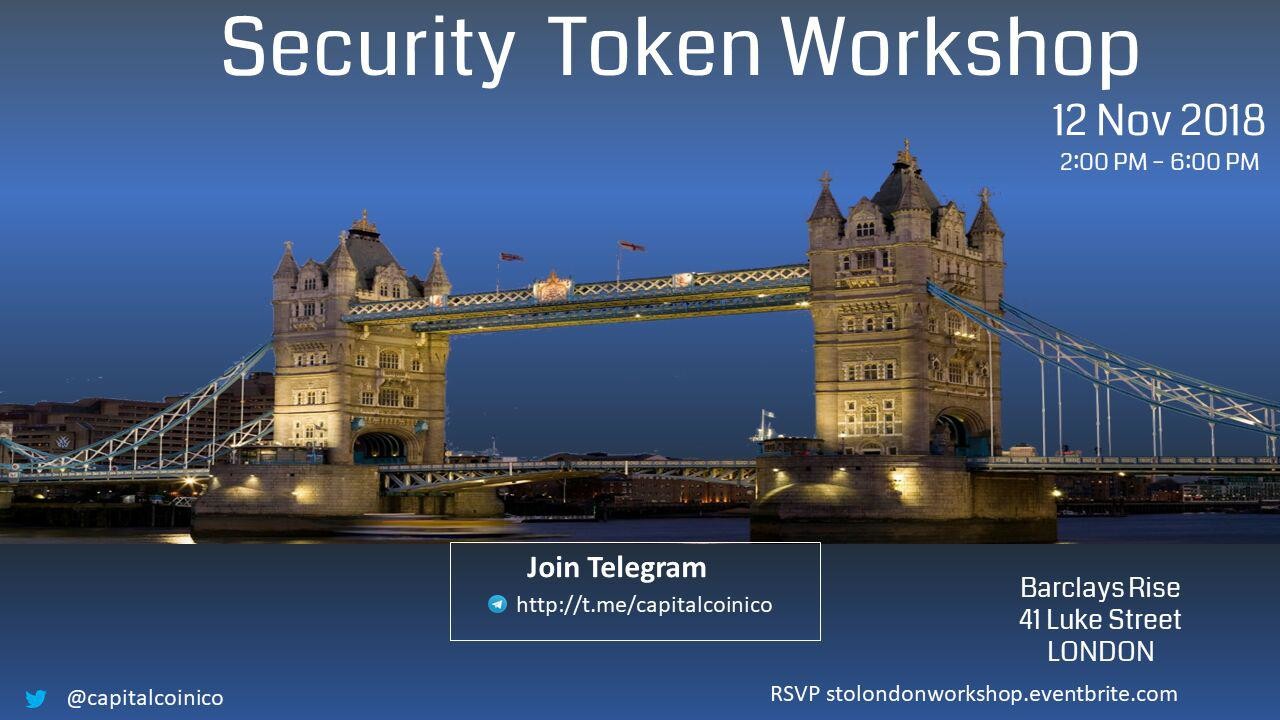 Security Token Workshop
12 Nov 2018
2:00 PM – 6:00 PM
Join Telegram
http://t.me/capitalcoinico
Barclays Rise
41 Luke Street
LONDON
@capitalcoinico
RSVP stolondonworkshop.eventbrite.com